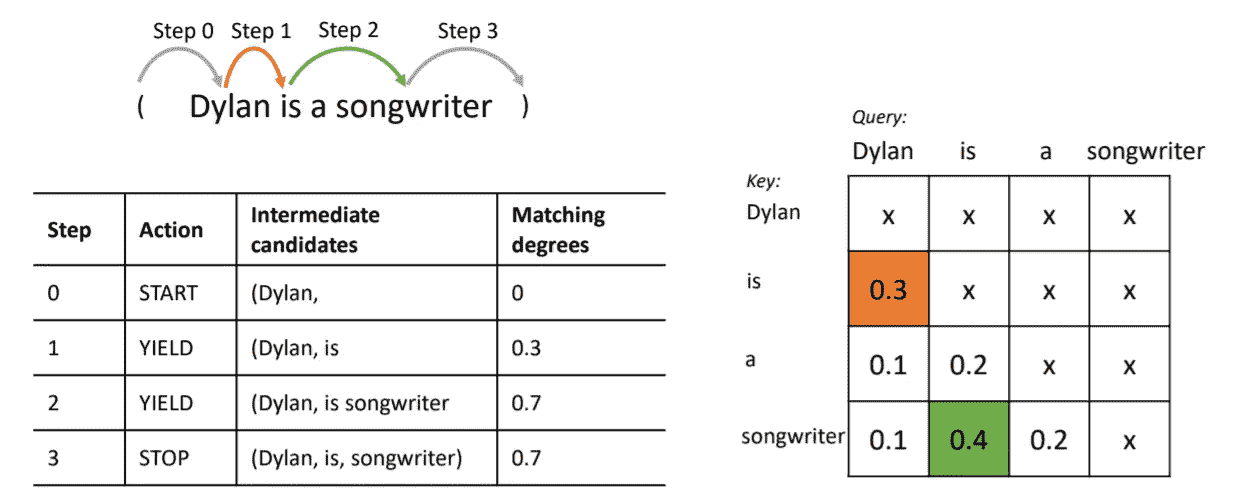 Step 0 Step 1 Step 2 Step 3
( Dylan is a songwriter )
Step Action Intermediate candidates Matching degrees
0 START (Dylan, 0
1 YIELD (Dylan, is 0.3
2 YIELD (Dylan, is songwriter 0.7
3 STOP (Dylan, is, songwriter) 0.7
Query:
Dylan is a songwriter
Key:
Dylan x x x x
is 0.3 x x x
a 0.1 0.2 x x
songwriter 0.1 0.4 0.2 x